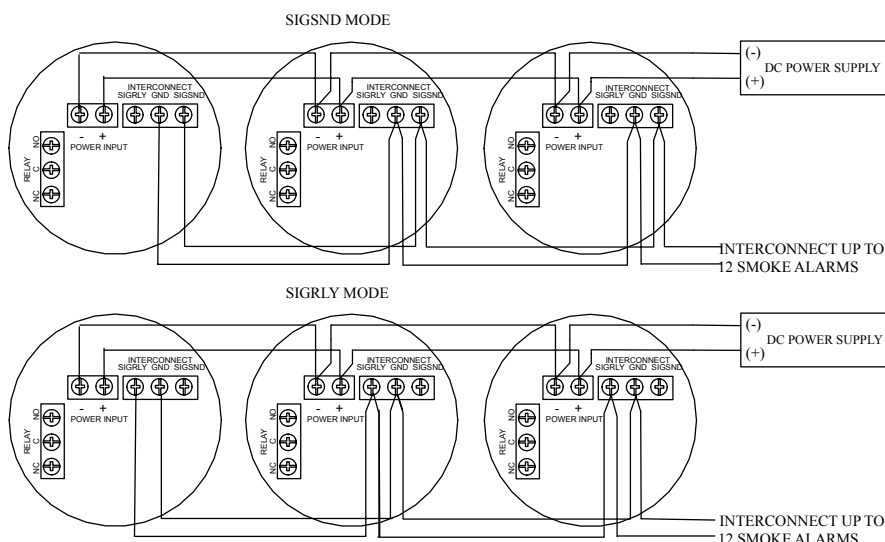 SIGSND MODE
(-)
DC POWER SUPPLY
(+)
INTERCONNECT
SIGRLY GND SIGSND
- +
POWER INPUT
RELAY
NO
C
NC
INTERCONNECT
SIGRLY GND SIGSND
- +
POWER INPUT
RELAY
NO
C
NC
INTERCONNECT
SIGRLY GND SIGSND
- +
POWER INPUT
RELAY
NO
C
NC
INTERCONNECT UP TO
12 SMOKE ALARMS
SIGRLY MODE
(-)
DC POWER SUPPLY
(+)
INTERCONNECT
SIGRLY GND SIGSND
- +
POWER INPUT
RELAY
NO
C
NC
INTERCONNECT
SIGRLY GND SIGSND
- +
POWER INPUT
RELAY
NO
C
NC
INTERCONNECT
SIGRLY GND SIGSND
- +
POWER INPUT
RELAY
NO
C
NC
INTERCONNECT UP TO
12 SMOKE ALARMS